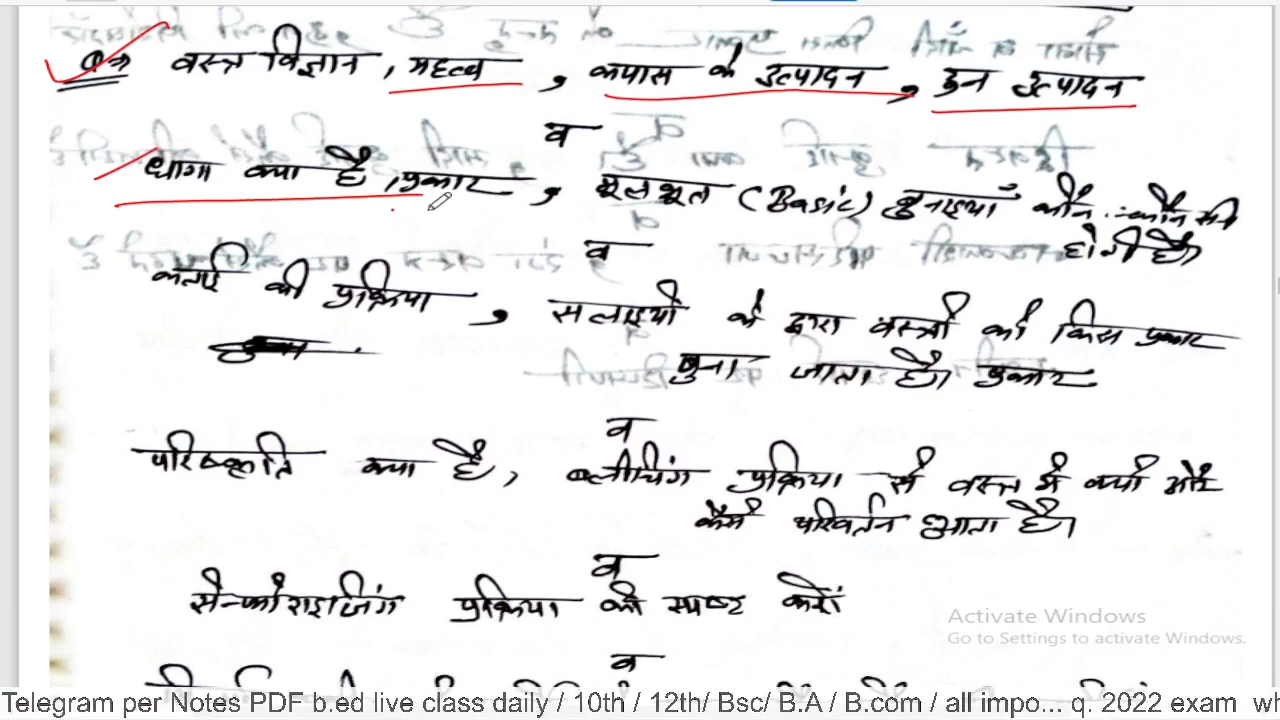 प्र० वस्त्र विज्ञान, महत्व, कपास के उत्पादन, ऊन उत्पादन
व
धागा क्या है, प्रकार, मूलभूत (Basic) बुनाइयाँ कौन-कौन सी
होती है।
व
कताई की प्रक्रिया, सलाइयों के द्वारा वस्त्रों को किस प्रकार
बुना जाता है। प्रकार
व
परिष्कृति क्या है, ब्लीचिंग प्रक्रिया से वस्त्र में क्यों और
कैसे परिवर्तन आता है।
व
सेन्फोराइजिंग प्रक्रिया को स्पष्ट करों
व
Activate Windows
Go to Settings to activate Windows.
Telegram per Notes PDF b.ed live class daily / 10th / 12th/ Bsc/ B.A / B.com / all impo... q. 2022 exam